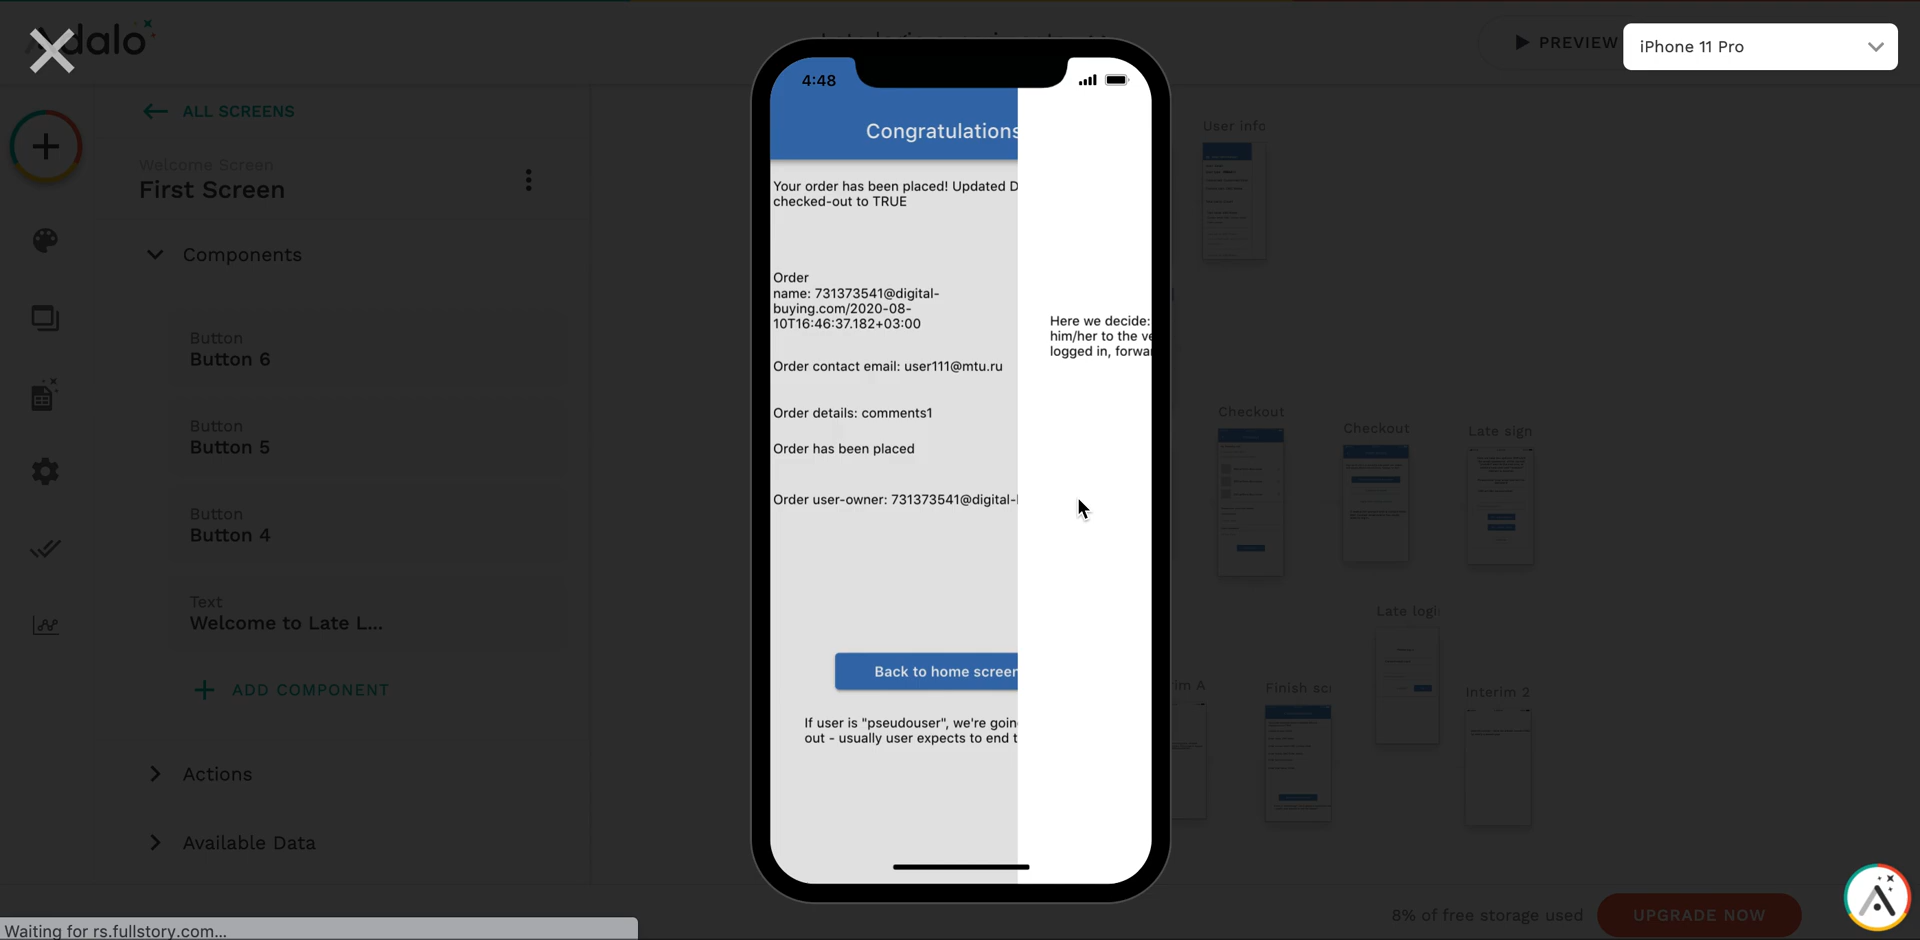 dalo
PREVIEW
iPhone 11 Pro
ALL SCREENS
Welcome Screen
First Screen
Components
Button
Button 6
Button
Button 5
Button
Button 4
Text
Welcome to Late L...
ADD COMPONENT
Actions
Available Data
4:48
Congratulations
Your order has been placed! Updated D
checked-out to TRUE
Order
name: 731373541@digital-
buying.com/2020-08-
10T16:46:37.182+03:00
Order contact email: user111@mtu.ru
Order details: comments1
Order has been placed
Order user-owner: 731373541@digital-
Back to home screen
If user is "pseudouser", we're goin
out - usually user expects to end t
Here we decide:
him/her to the ve
logged in, forwa
User info
Checkout
Checkout
Late sign
Late logi
im A
Finish scr
Interim 2
8% of free storage used
UPGRADE NOW
Waiting for rs.fullstory.com...